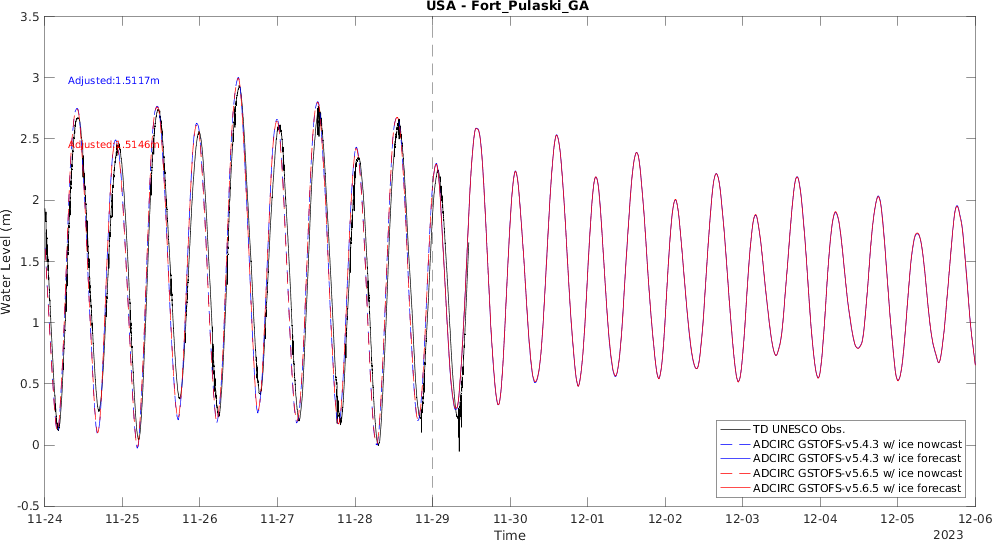 USA - Fort_Pulaski_GA
3.5
3
2.5
2
1.5
1
0.5
0
-0.5
Water Level (m)
Adjusted:1.5117m
Adjusted:1.5146m
TD UNESCO Obs.
ADCIRC GSTOFS-v5.4.3 w/ ice nowcast
ADCIRC GSTOFS-v5.4.3 w/ ice forecast
ADCIRC GSTOFS-v5.6.5 w/ ice nowcast
ADCIRC GSTOFS-v5.6.5 w/ ice forecast
11-24 11-25 11-26 11-27 11-28 11-29 11-30 12-01 12-02 12-03 12-04 12-05 12-06
Time
2023